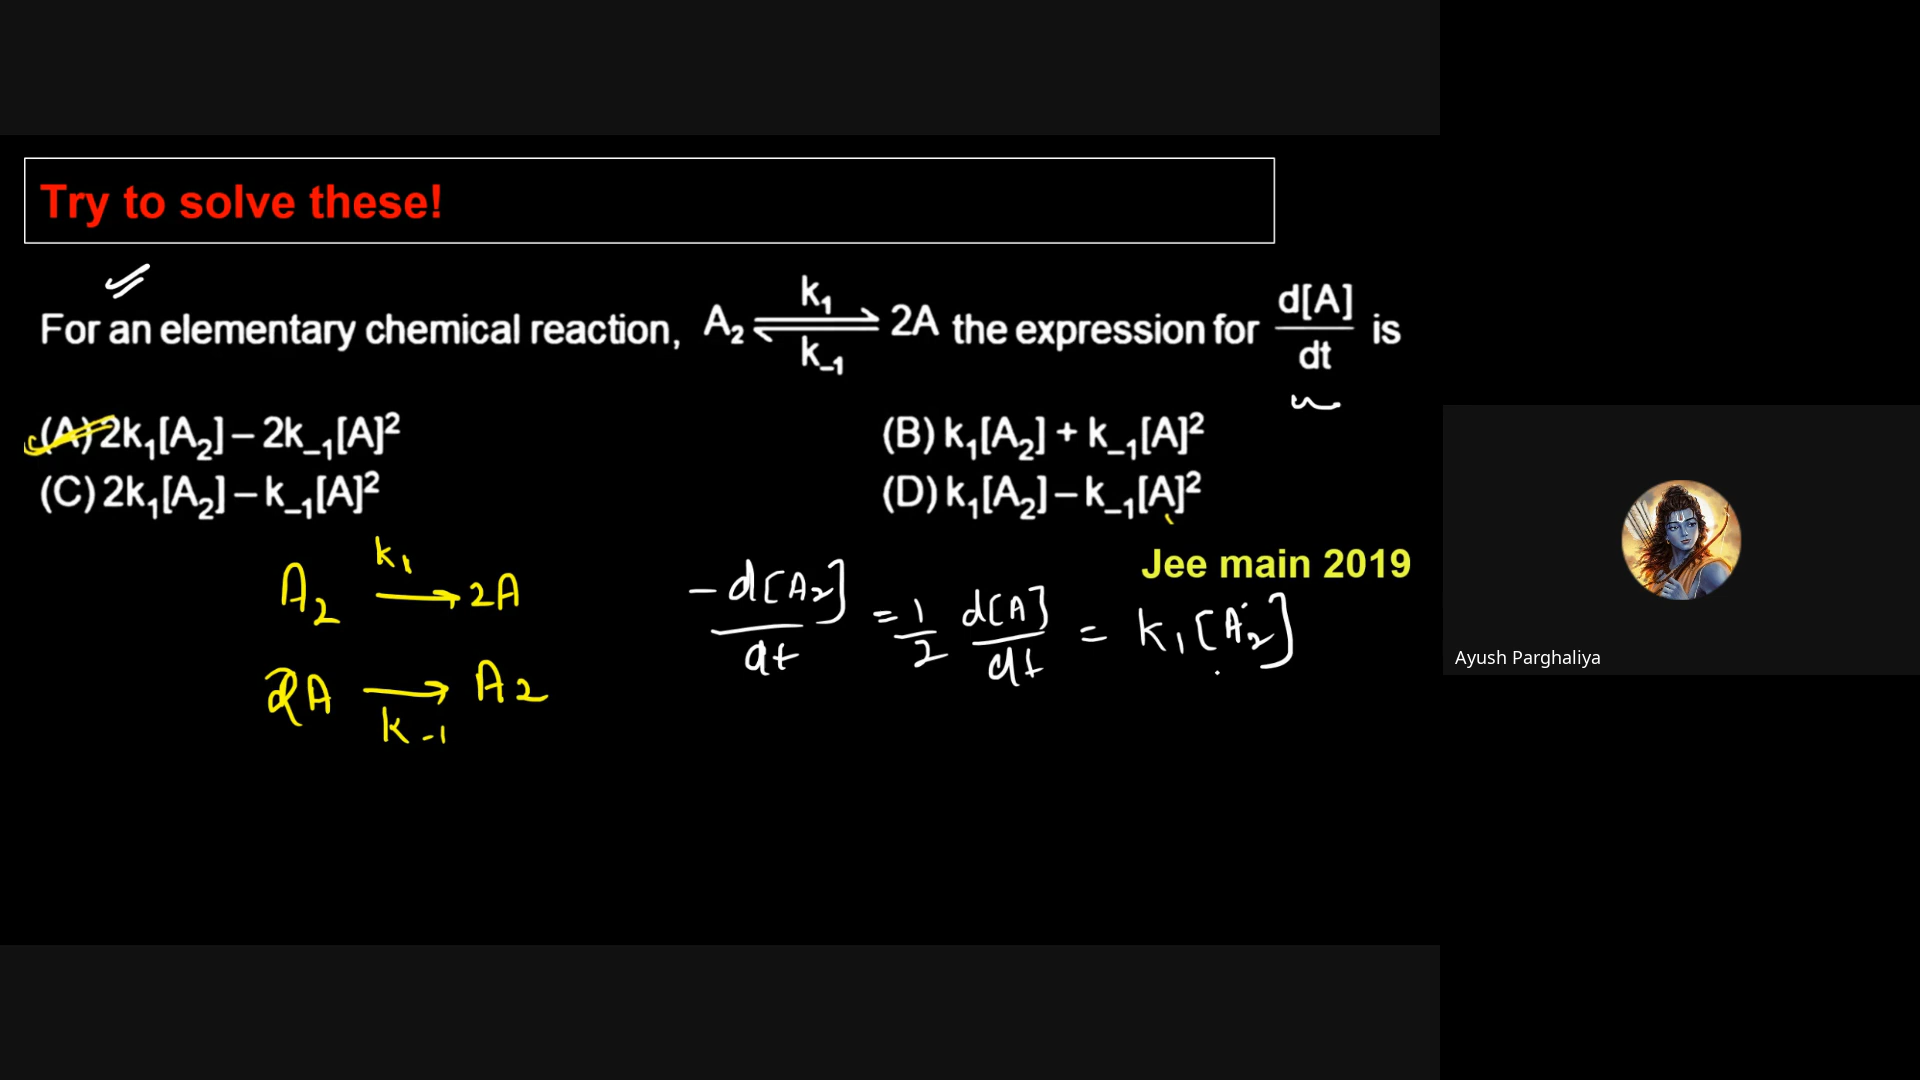 Try to solve these!
For an elementary chemical reaction, A₂ ⇌ 2A the expression for d[A]/dt is
k₁
k₋₁
(A) 2k₁[A₂] – 2k₋₁[A]²
(B) k₁[A₂] + k₋₁[A]²
(C) 2k₁[A₂] – k₋₁[A]²
(D) k₁[A₂] – k₋₁[A]²
Jee main 2019
A₂ —k₁→ 2A
-d[A₂]/dt = 1/2 d[A]/dt = K₁[A₂]
2A —K₋₁→ A₂
Ayush Parghaliya